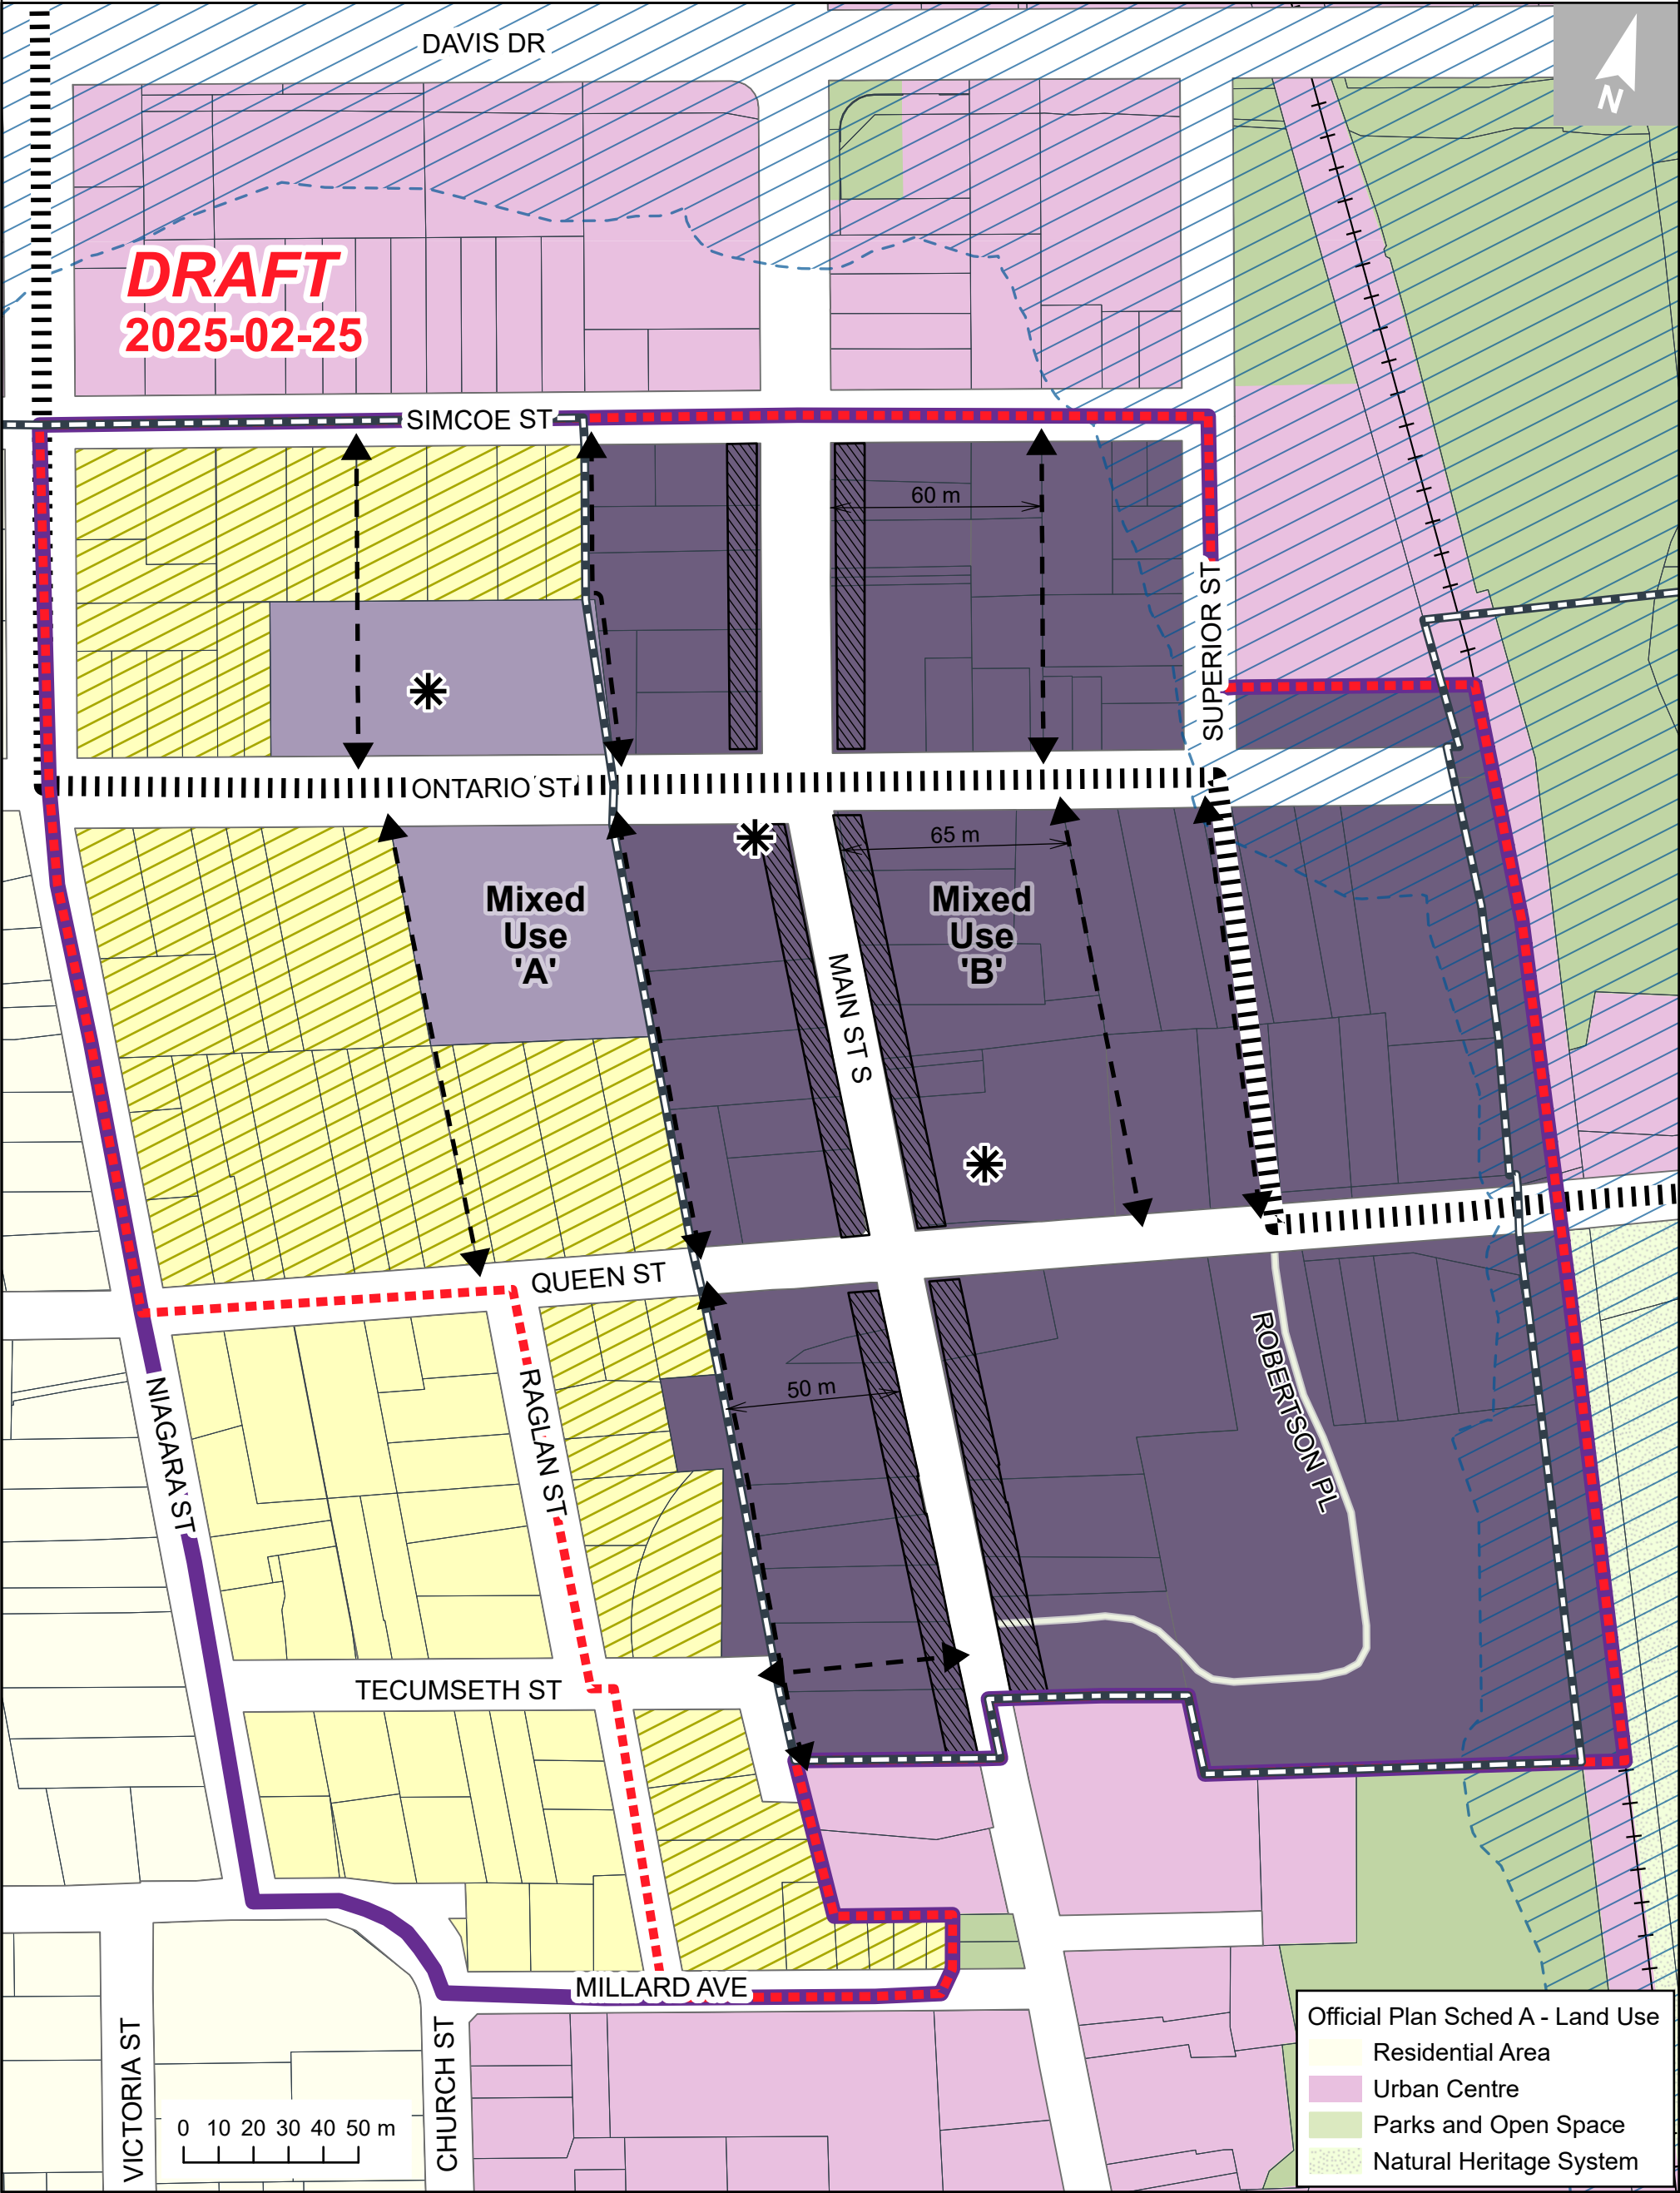 DAVIS DR
N
DRAFT
2025-02-25
SIMCOE ST
60 m
SUPERIOR ST
ONTARIO ST
65 m
Mixed
Use
'A'
Mixed
Use
'B'
MAIN ST S
QUEEN ST
50 m
ROBERTSON PL
NIAGARA ST
RAGLAN ST
TECUMSETH ST
MILLARD AVE
VICTORIA ST
CHURCH ST
0 10 20 30 40 50 m
Official Plan Sched A - Land Use
Residential Area
Urban Centre
Parks and Open Space
Natural Heritage System